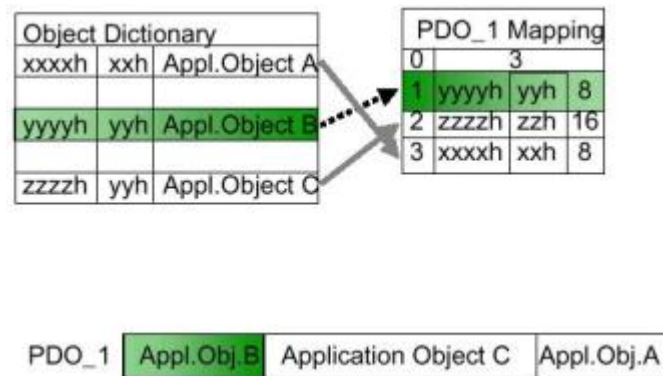 Object Dictionary
xxxxh xxh Appl.Object A
yyyyh yyh Appl.Object B
zzzzh yyh Appl.Object C
PDO_1 Mapping
0 3
1 yyyyh yyh 8
2 zzzzh zzh 16
3 xxxxh xxh 8
PDO_1 Appl.Obj.B Application Object C Appl.Obj.A